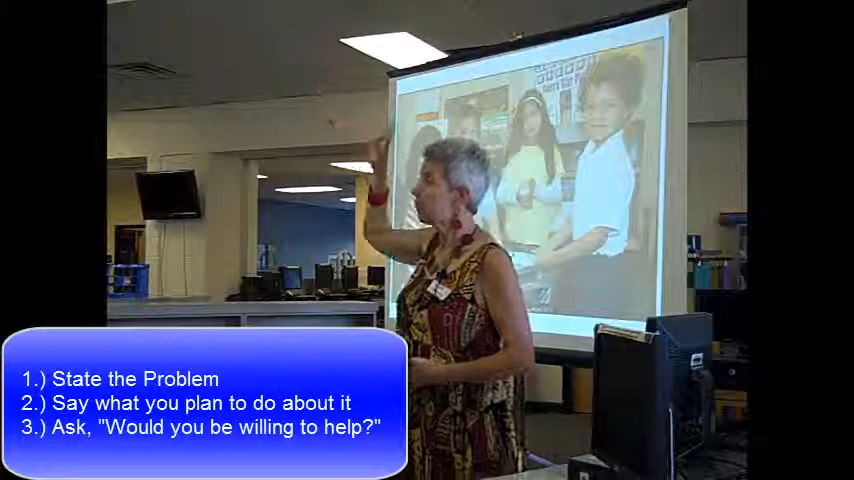 1.) State the Problem
2.) Say what you plan to do about it
3.) Ask, "Would you be willing to help?"